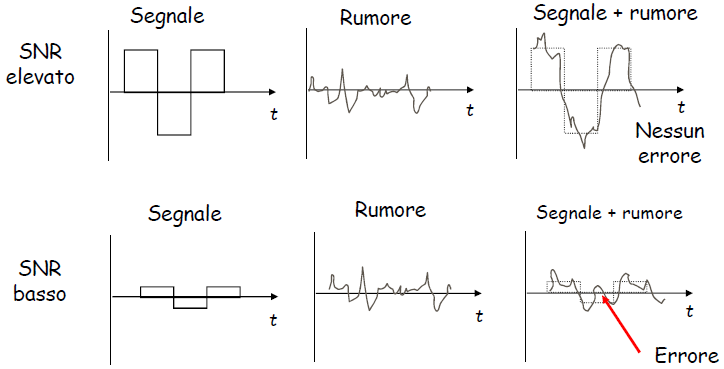 Segnale
Rumore
Segnale + rumore
SNR
elevato
t
t
t
Nessun
errore
Segnale
Rumore
Segnale + rumore
SNR
basso
t
t
t
Errore